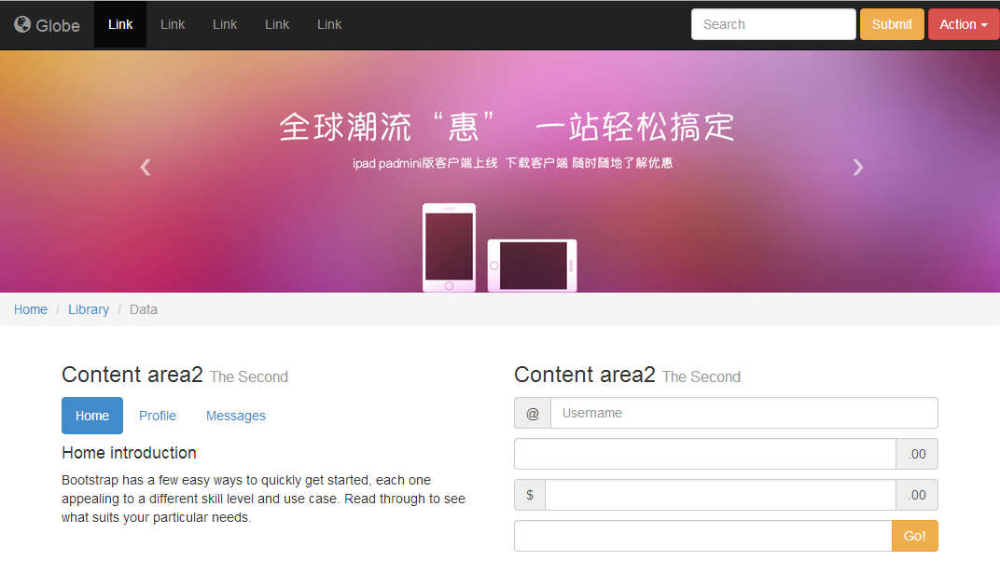 Globe Link Link Link Link Link Search Submit Action
全球潮流“惠” 一站轻松搞定
ipad padmini版客户端上线 下载客户端 随时随地了解优惠
Home / Library / Data
Content area2 The Second
Home Profile Messages
Home introduction
Bootstrap has a few easy ways to quickly get started, each one
appealing to a different skill level and use case. Read through to see
what suits your particular needs.
Content area2 The Second
@ Username
.00
$ .00
Go!